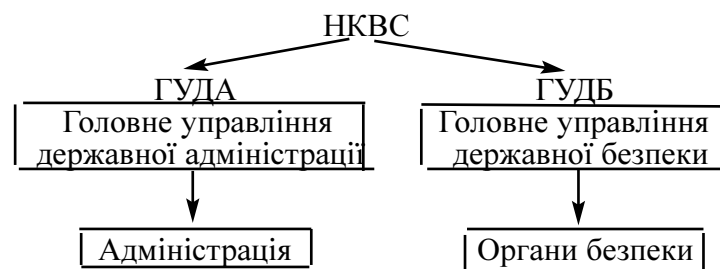 НКВС
ГУДА
Головне управління
державної адміністрації
Адміністрація
ГУДБ
Головне управління
державної безпеки
Органи безпеки